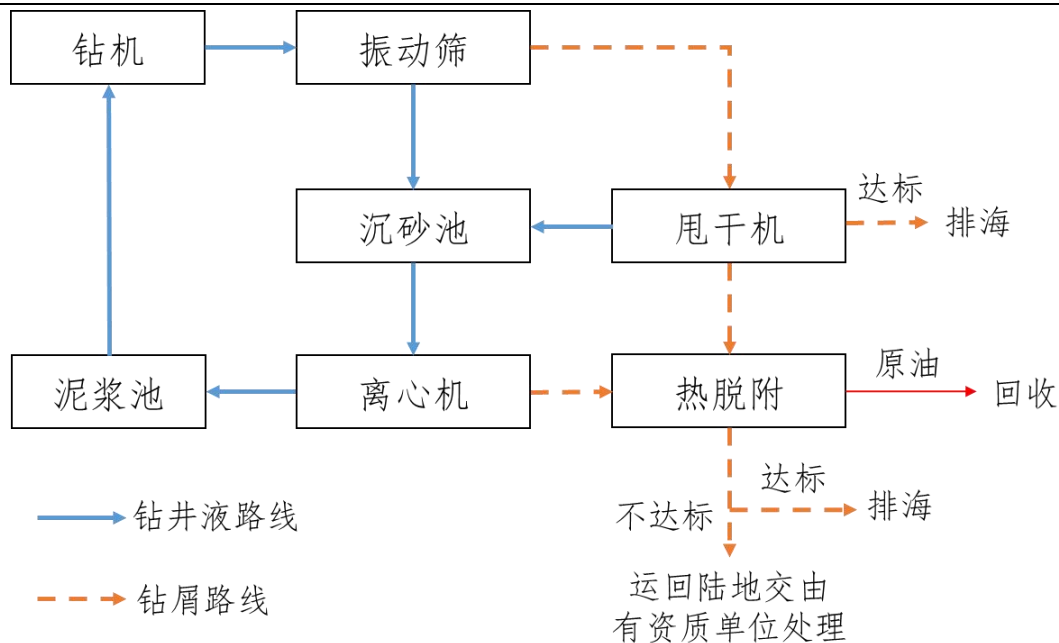 钻机
振动筛
沉砂池
甩干机
达标
排海
泥浆池
离心机
热脱附
原油
回收
钻井液路线
不达标
达标
排海
钻屑路线
运回陆地交由
有资质单位处理